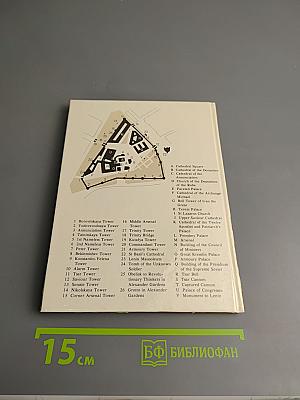 A Cathedral Square
B Cathedral of the Dormition
C Cathedral of the
Annunciation
D Church of the Deposition
of the Robe
E Faceted Palace
F Cathedral of the Archangel
Michael
G Bell Tower of Ivan the
Great
H Terem Palace
I St Lazarus Church
J Upper Saviour Cathedral
K Cathedral of the Twelve
Apostles and Patriarch's
Palace
L Poteshny Palace
M Arsenal
N Building of the Council
of Ministers
O Great Kremlin Palace
P Armoury Palace
Q Building of the Presidium
of the Supreme Soviet
R Tsar Bell
S Tsar Cannon
T Captured Cannon
U Palace of Congresses
V Monument to Lenin
1 Borovitskaya Tower
2 Vodovzvodnaya Tower
3 Annunciation Tower
4 Tainitskaya Tower
5 1st Nameless Tower
6 2nd Nameless Tower
7 Peter Tower
8 Beklemishev Tower
9 Konstantin-Yelena
Tower
10 Alarm Tower
11 Tsar Tower
12 Saviour Tower
13 Senate Tower
14 Nikolskaya Tower
15 Corner Arsenal Tower
16 Middle Arsenal
Tower
17 Trinity Tower
18 Trinity Bridge
19 Kutafya Tower
20 Commandant Tower
21 Armoury Tower
22 St Basil's Cathedral
23 Lenin Mausoleum
24 Tomb of the Unknown
Soldier
25 Obelisk to Revolu-
tionary Thinkers in
Alexander Gardens
26 Grotto in Alexander
Gardens
15 см
БФ БИБЛИОФАН